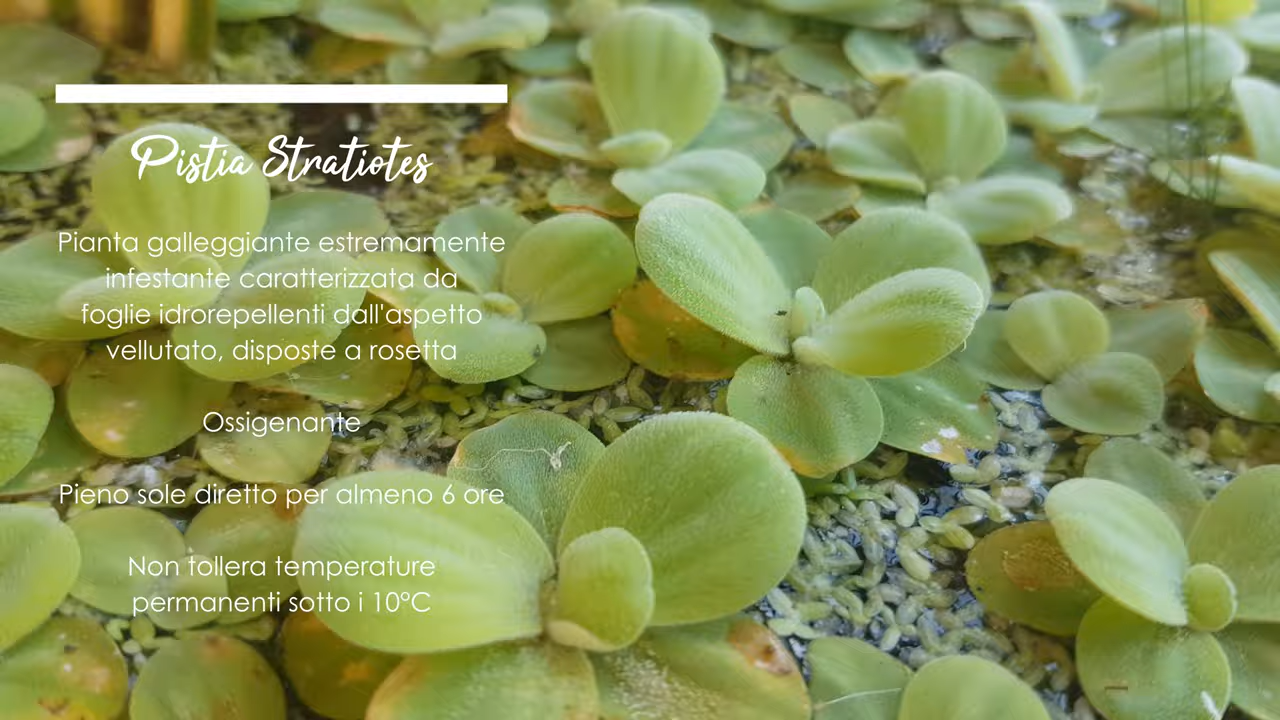 Pistia Stratiotes
Pianta galleggiante estremamente
infestante caratterizzata da
foglie idrorepellenti dall'aspetto
vellutato, disposte a rosetta
Ossigenante
Pieno sole diretto per almeno 6 ore
Non tollera temperature
permanenti sotto i 10°C